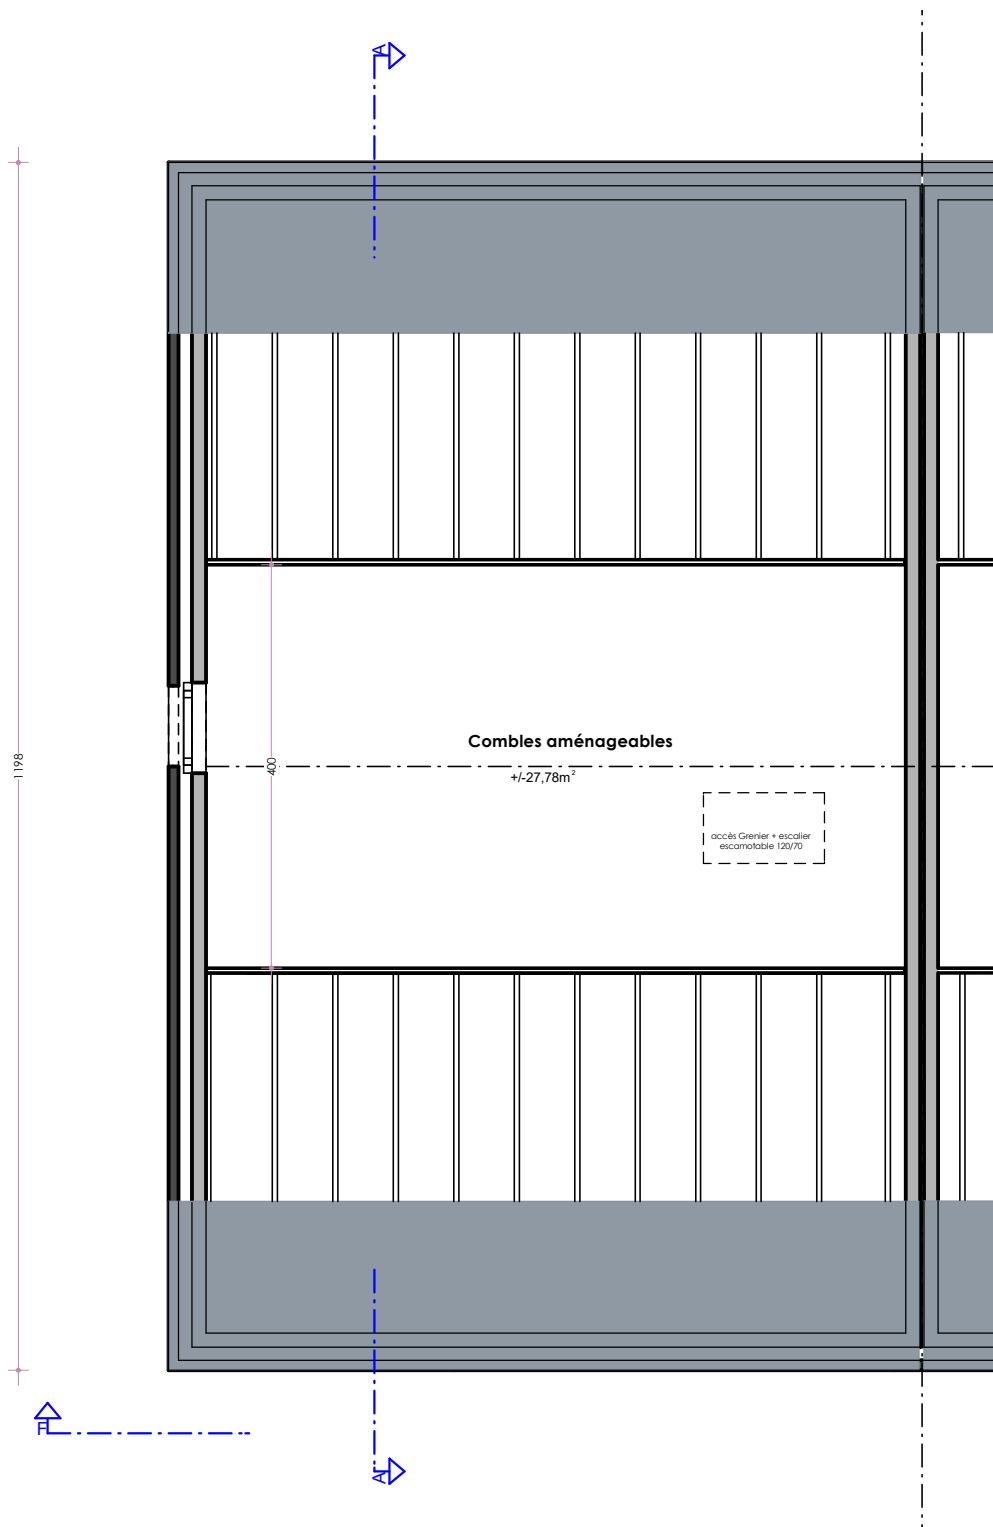 A
1198
400
Combles aménageables
+/-27,78m²
accès Grenier + escalier
escamotable 120/70
F
A